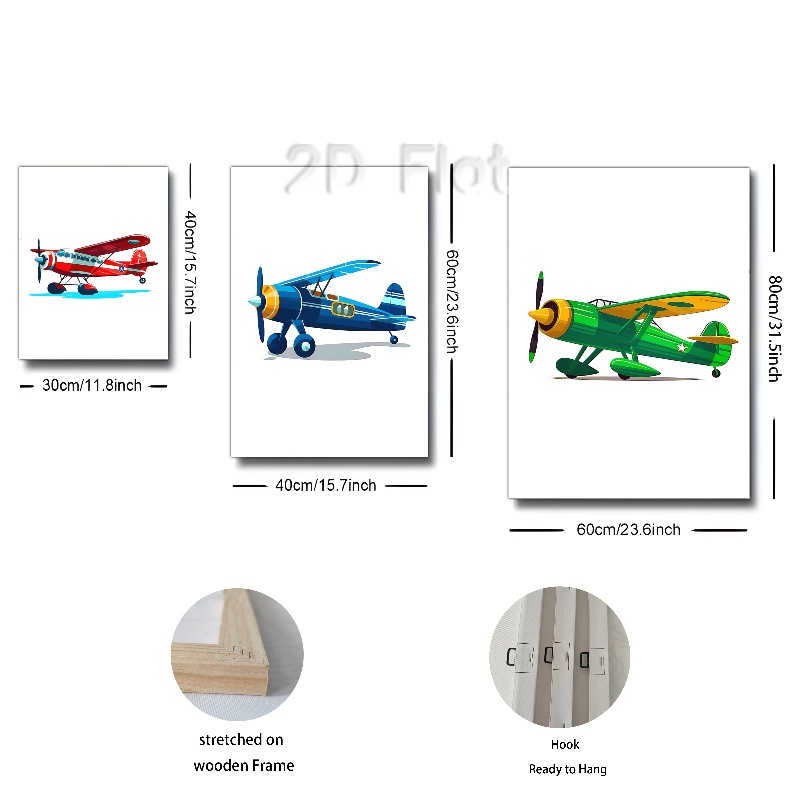 2D Flat
40cm/15.7inch
60cm/23.6inch
80cm/31.5inch
30cm/11.8inch
40cm/15.7inch
60cm/23.6inch
stretched on
wooden Frame
Hook
Ready to Hang